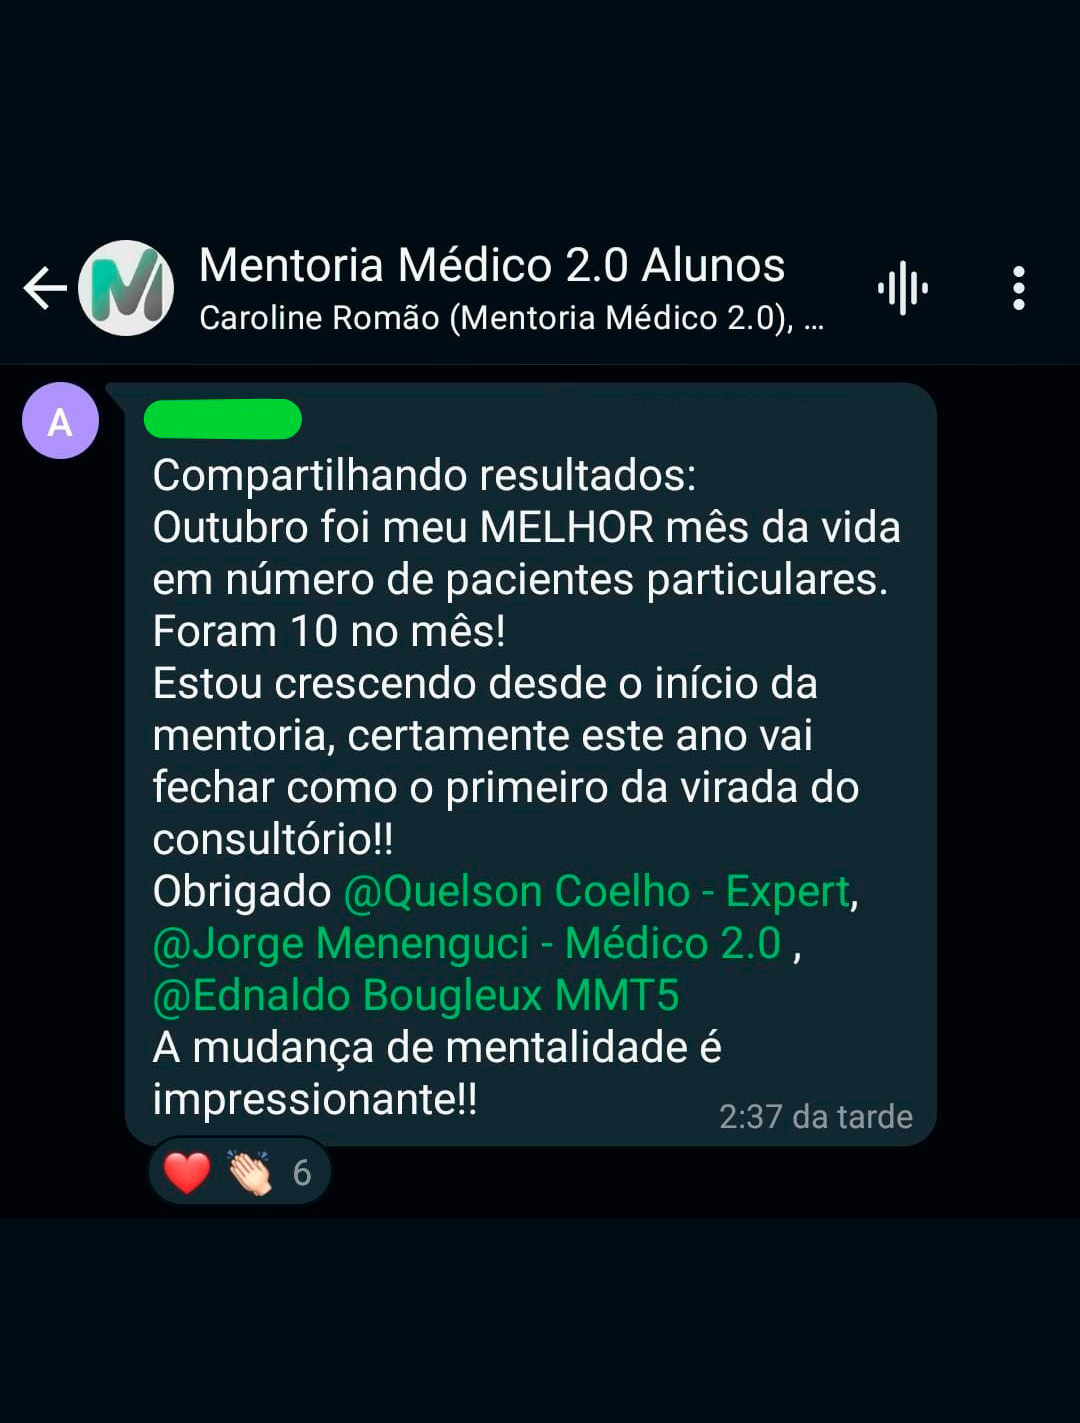 Mentoria Médico 2.0 Alunos
Caroline Romão (Mentoria Médico 2.0), ...
A
Compartilhando resultados:
Outubro foi meu MELHOR mês da vida
em número de pacientes particulares.
Foram 10 no mês!
Estou crescendo desde o início da
mentoria, certamente este ano vai
fechar como o primeiro da virada do
consultório!!
Obrigado @Quelson Coelho - Expert,
@Jorge Menenguci - Médico 2.0 ,
@Ednaldo Bougleux MMT5
A mudança de mentalidade é
impressionante!!
2:37 da tarde
6